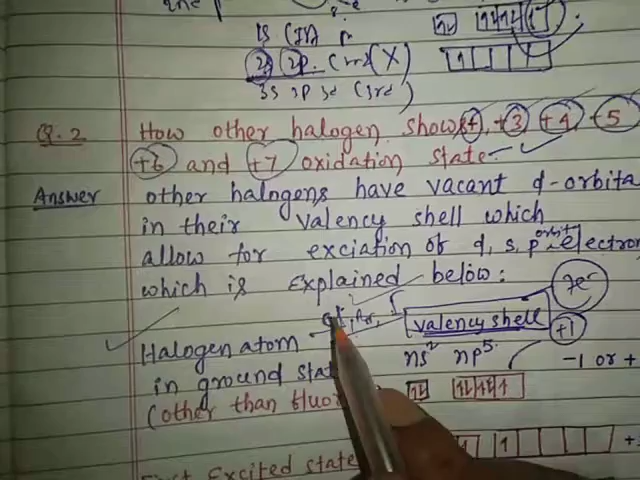 1s (1st)
2s 2p (2nd) (X)
3s 3p 3d (3rd)
Q.2 How other halogen shows +1, +3 +4, +5
+6 and +7 oxidation state.
Answer other halogens have vacant d-orbita
in their valency shell which
allow for exciation of d, s, p-orbit electron
which is explained below:
7e-
valency shell
Halogen atom ns² np⁵ +1
in ground stat -1 or +
(other than fluo
First Excited state